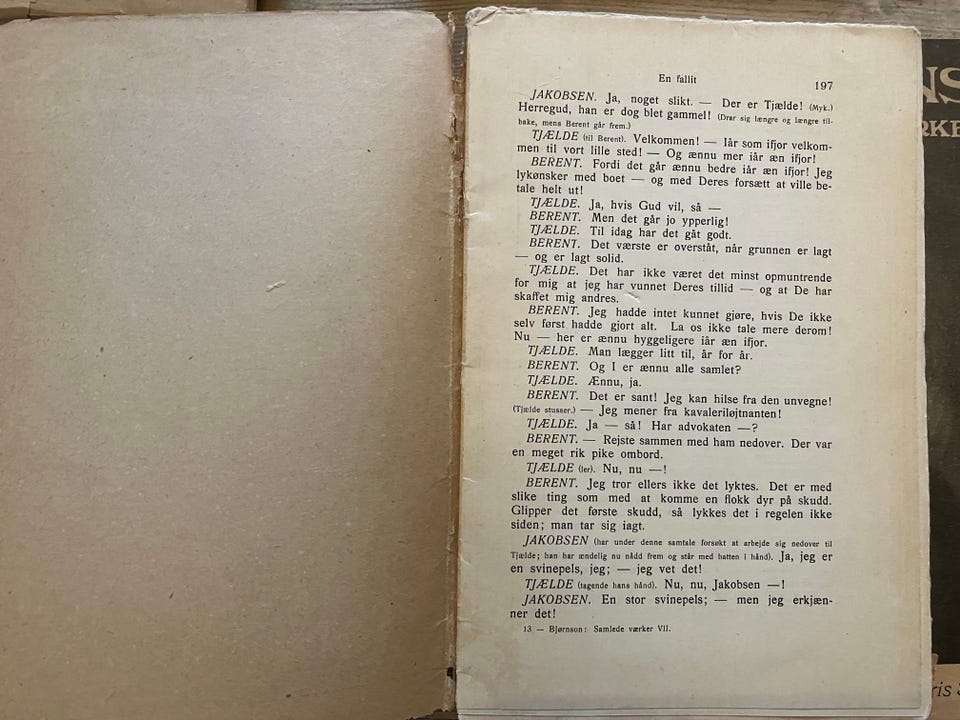 En fallit 197
JAKOBSEN. Ja, noget slikt. — Der er Tjælde! (Myk.)
Herregud, han er dog blet gammel! (Drar sig længre og længre til-
bake, mens Berent går frem.)
TJÆLDE (til Berent). Velkommen! — Iår som ifjor velkom-
men til vort lille sted! — Og ænnu mer iår æn ifjor!
BERENT. Fordi det går ænnu bedre iår æn ifjor! Jeg
lykønsker med boet — og med Deres forsætt at ville be-
tale helt ut!
TJÆLDE. Ja, hvis Gud vil, så —
BERENT. Men det går jo ypperlig!
TJÆLDE. Til idag har det gåt godt.
BERENT. Det værste er overståt, når grunnen er lagt
— og er lagt solid.
TJÆLDE. Det har ikke været det minst opmuntrende
for mig at jeg har vunnet Deres tillid — og at De har
skaffet mig andres.
BERENT. Jeg hadde intet kunnet gjøre, hvis De ikke
selv først hadde gjort alt. La os ikke tale mere derom!
Nu — her er ænnu hyggeligere iår æn ifjor.
TJÆLDE. Man lægger litt til, år for år.
BERENT. Og I er ænnu alle samlet?
TJÆLDE. Ænnu, ja.
BERENT. Det er sant! Jeg kan hilse fra den unvegne!
(Tjælde stusser.) — Jeg mener fra kavaleriløjtnanten!
TJÆLDE. Ja — så! Har advokaten —?
BERENT. — Rejste sammen med ham nedover. Der var
en meget rik pike ombord.
TJÆLDE (ler). Nu, nu —!
BERENT. Jeg tror ellers ikke det lyktes. Det er med
slike ting som med at komme en flokk dyr på skudd.
Glipper det første skudd, så lykkes det i regelen ikke
siden; man tar sig iagt.
JAKOBSEN (har under denne samtale forsøkt at arbejde sig nedover til
Tjælde; han har ændelig nu nådd frem og står med hatten i hånd). Ja, jeg er
en svinepels, jeg; — jeg vet det!
TJÆLDE (tagende hans hånd). Nu, nu, Jakobsen —!
JAKOBSEN. En stor svinepels; — men jeg erkjæn-
ner det!
13 — Bjørnson: Samlede værker VII.